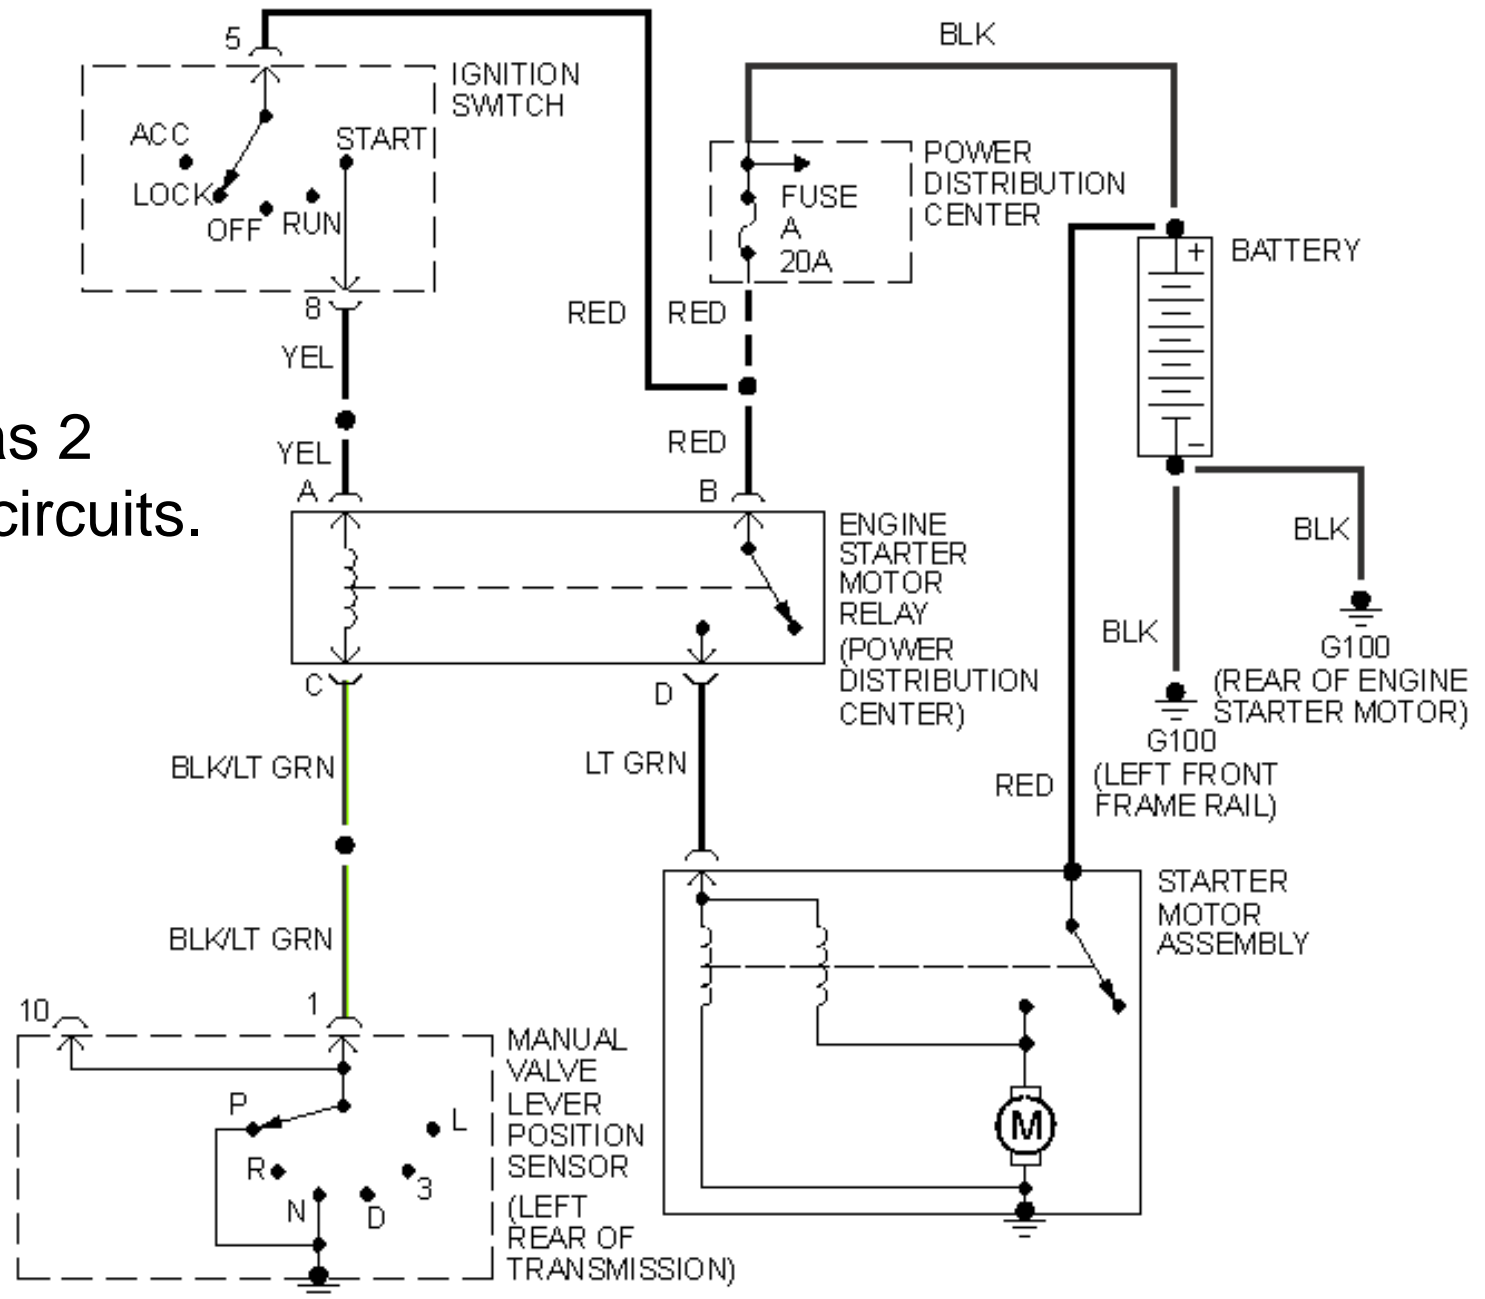 BLK
5
IGNITION
SWITCH
ACC
START
LOCK
OFF
RUN
8
POWER
DISTRIBUTION
CENTER
FUSE
A
20A
+
BATTERY
−
YEL
RED
RED
as 2
circuits.
YEL
RED
A
B
ENGINE
STARTER
MOTOR
RELAY
(POWER
DISTRIBUTION
CENTER)
BLK
BLK
G100
(REAR OF ENGINE
STARTER MOTOR)
G100
(LEFT FRONT
FRAME RAIL)
C
D
BLK/LT GRN
LT GRN
RED
STARTER
MOTOR
ASSEMBLY
BLK/LT GRN
10
1
MANUAL
VALVE
LEVER
POSITION
SENSOR
(LEFT
REAR OF
TRANSMISSION)
P
L
R
3
N
D
M